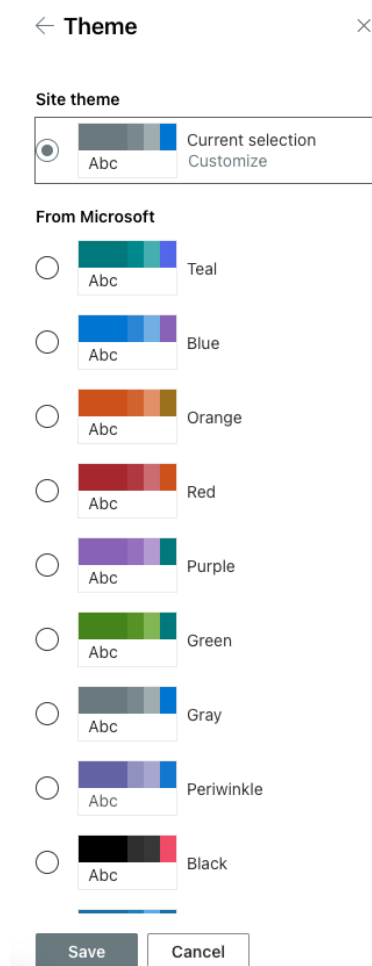 Theme
Site theme
Abc
Current selection
Customize
From Microsoft
Abc
Teal
Abc
Blue
Abc
Orange
Abc
Red
Abc
Purple
Abc
Green
Abc
Gray
Abc
Periwinkle
Abc
Black
Save
Cancel